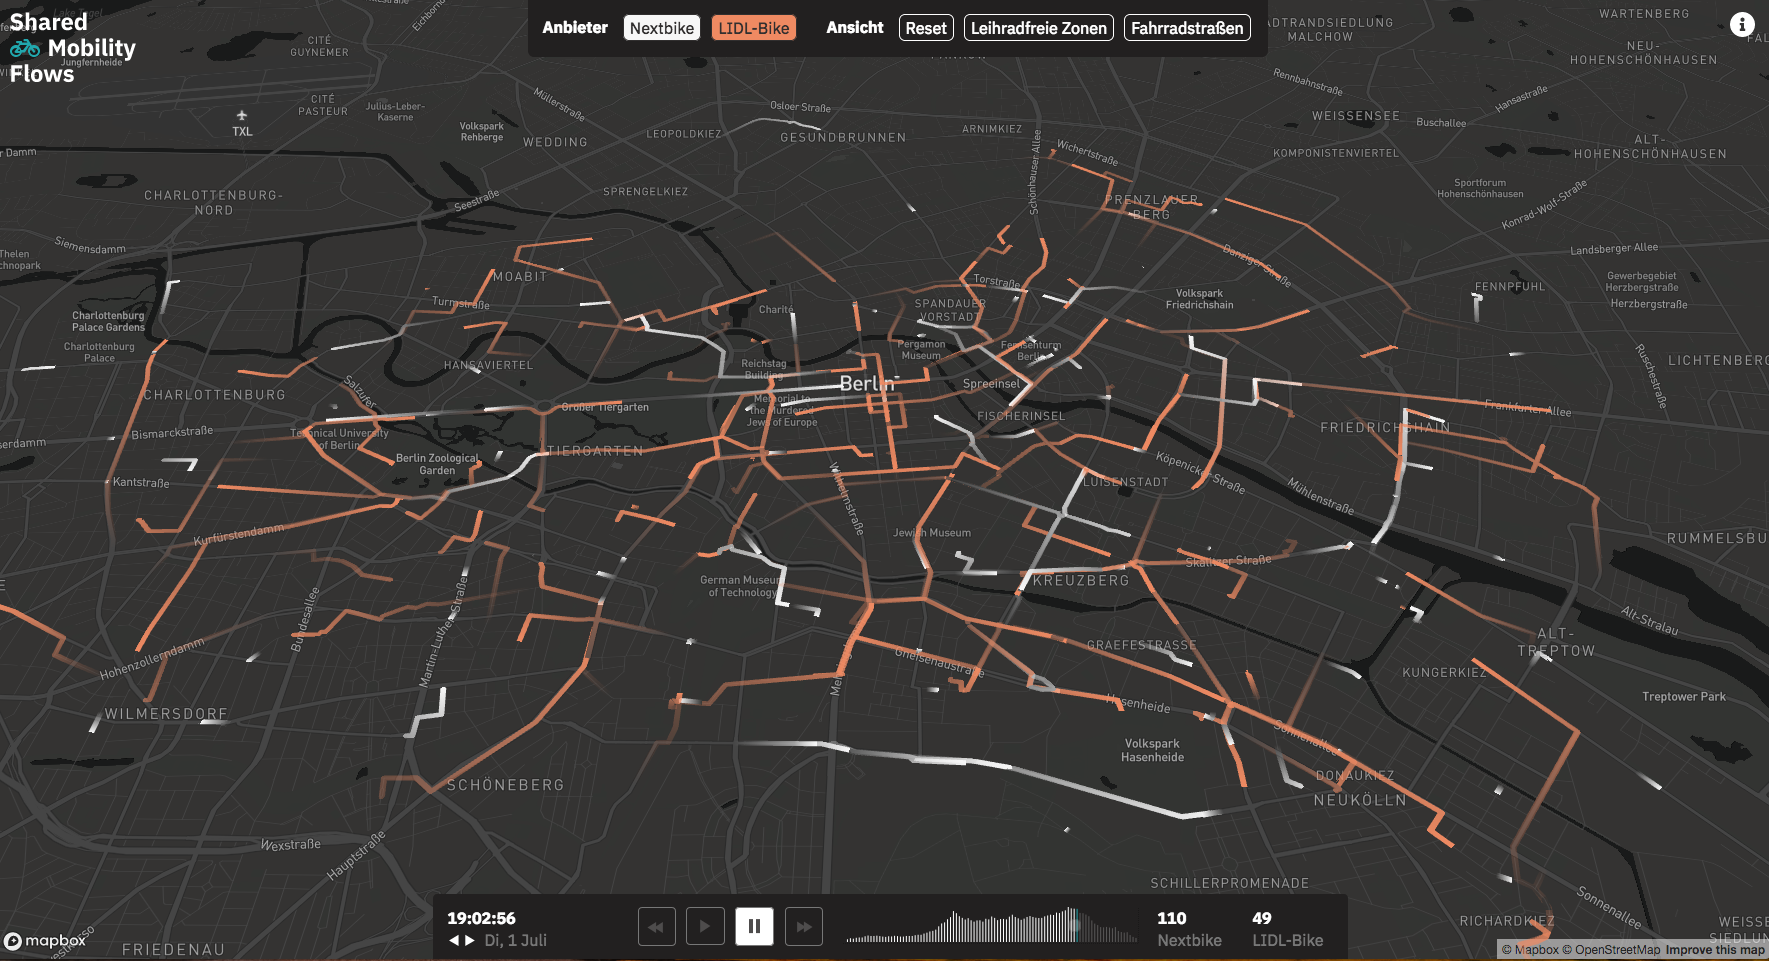 Shared
Mobility
Flows
Anbieter
Nextbike
LIDL-Bike
Ansicht
Reset
Leihradfreie Zonen
Fahrradstraßen
CITÉ
GUYNEMER
Jungfernheide
WARTENBERG
NEU-
HOHENSCHÖNHAUSEN
STADTRANDSIEDLUNG
MALCHOW
CITÉ
PASTEUR
Julius-Leber-
Kaserne
TXL
Müllerstraße
Osloer Straße
Rennbahnstraße
Hansastraße
Volkspark
Rehberge
WEDDING
LEOPOLDKIEZ
GESUNDBRUNNEN
ARNIMKIEZ
Schönhauser Allee
Wichertstraße
WEISSENSEE
Buschallee
KOMPONISTENVIERTEL
ALT-
HOHENSCHÖNHAUSEN
r Damm
CHARLOTTENBURG-
NORD
Seestraße
SPRENGELKIEZ
PRENZLAUER
BERG
Sportforum
Hohenschönhausen
Konrad-Wolf-Straße
Siemensdamm
Landsberger Allee
Danziger Straße
MOABIT
Torstraße
Gewerbegebiet
Herzbergstraße
Herzbergstraße
FENNPFUHL
Volkspark
Friedrichshain
Turmstraße
Charité
SPANDAUER
VORSTADT
Charlottenburg
Palace Gardens
Charlottenburg
Palace
HANSAVIERTEL
Reichstag
Building
Pergamon
Museum
Fernsehturm
Berlin
LICHTENBERG
Ruschestraße
CHARLOTTENBURG
Salzufer
Berlin
Spreeinsel
Großer Tiergarten
Memorial to
the Murdered
Jews of Europe
FISCHERINSEL
Frankfurter Allee
FRIEDRICHSHAIN
Bismarckstraße
Technical University
of Berlin
TIERGARTEN
Berlin Zoological
Garden
Kantstraße
Wilhelmstraße
LUISENSTADT
Köpenicker Straße
Mühlenstraße
Kurfürstendamm
Jewish Museum
RUMMELSBU
Skalitzer Straße
German Museum
of Technology
KREUZBERG
Bundesallee
Martin-Luther-Straße
Hohenzollerndamm
Gneisenaustraße
GRAEFESTRASSE
KUNGERKIEZ
ALT-
TREPTOW
Alt-Stralau
Treptower Park
WILMERSDORF
Hasenheide
Volkspark
Hasenheide
Sonnenallee
DONAUKIEZ
NEUKÖLLN
SCHÖNEBERG
Wexstraße
Hauptstraße
SCHILLERPROMENADE
RICHARDKIEZ
Sonnenallee
FRIEDENAU
19:02:56
Di, 1 Juli
110
Nextbike
49
LIDL-Bike
mapbox
© Mapbox © OpenStreetMap Improve this map